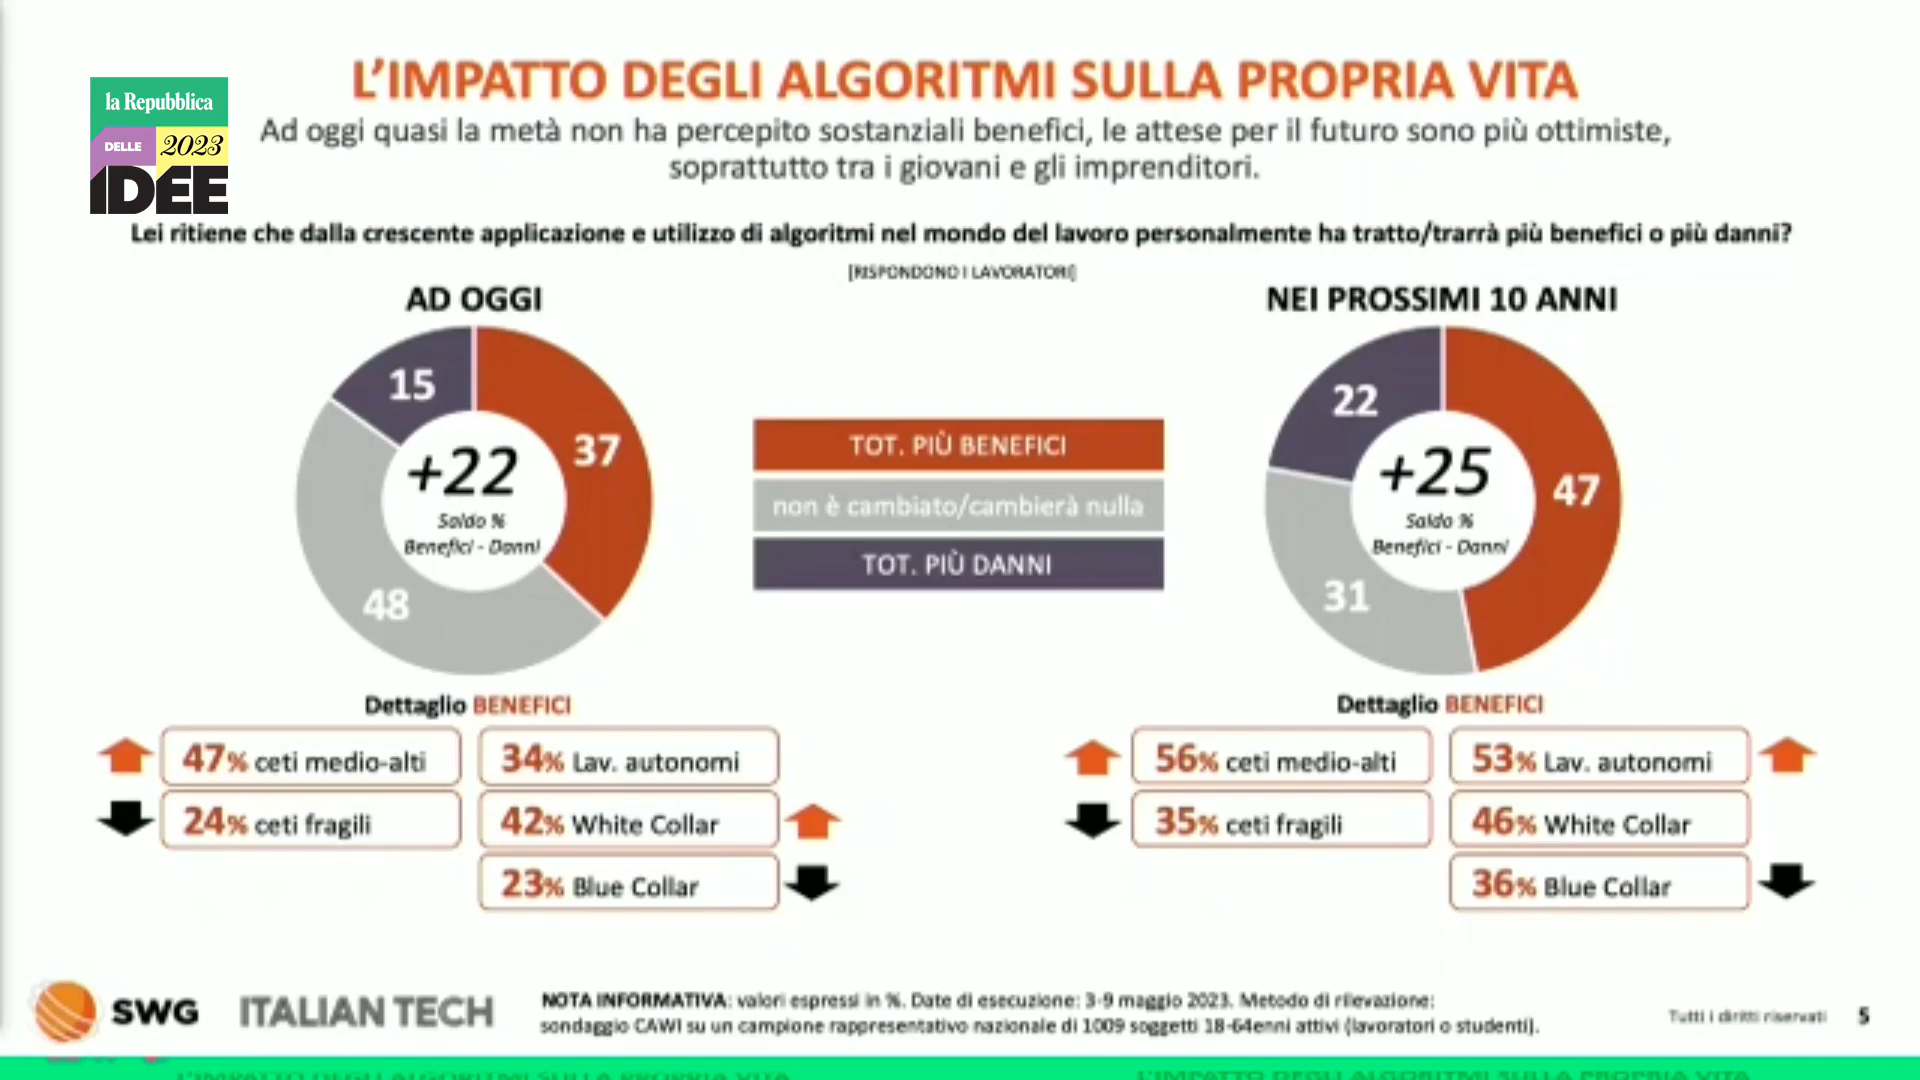 la Repubblica
DELLE 2023
IDEE
L'IMPATTO DEGLI ALGORITMI SULLA PROPRIA VITA
Ad oggi quasi la metà non ha percepito sostanziali benefici, le attese per il futuro sono più ottimiste,
soprattutto tra i giovani e gli imprenditori.
Lei ritiene che dalla crescente applicazione e utilizzo di algoritmi nel mondo del lavoro personalmente ha tratto/trarrà più benefici o più danni?
[RISPONDONO I LAVORATORI]
AD OGGI
15
37
48
+22
Saldo %
Benefici - Danni
TOT. PIÙ BENEFICI
non è cambiato/cambierà nulla
TOT. PIÙ DANNI
NEI PROSSIMI 10 ANNI
22
47
31
+25
Saldo %
Benefici - Danni
Dettaglio BENEFICI
47% ceti medio-alti
24% ceti fragili
34% Lav. autonomi
42% White Collar
23% Blue Collar
Dettaglio BENEFICI
56% ceti medio-alti
35% ceti fragili
53% Lav. autonomi
46% White Collar
36% Blue Collar
SWG
ITALIAN TECH
NOTA INFORMATIVA: valori espressi in %. Date di esecuzione: 3-9 maggio 2023. Metodo di rilevazione:
sondaggio CAWI su un campione rappresentativo nazionale di 1009 soggetti 18-64enni attivi (lavoratori o studenti).
Tutti i diritti riservati
5